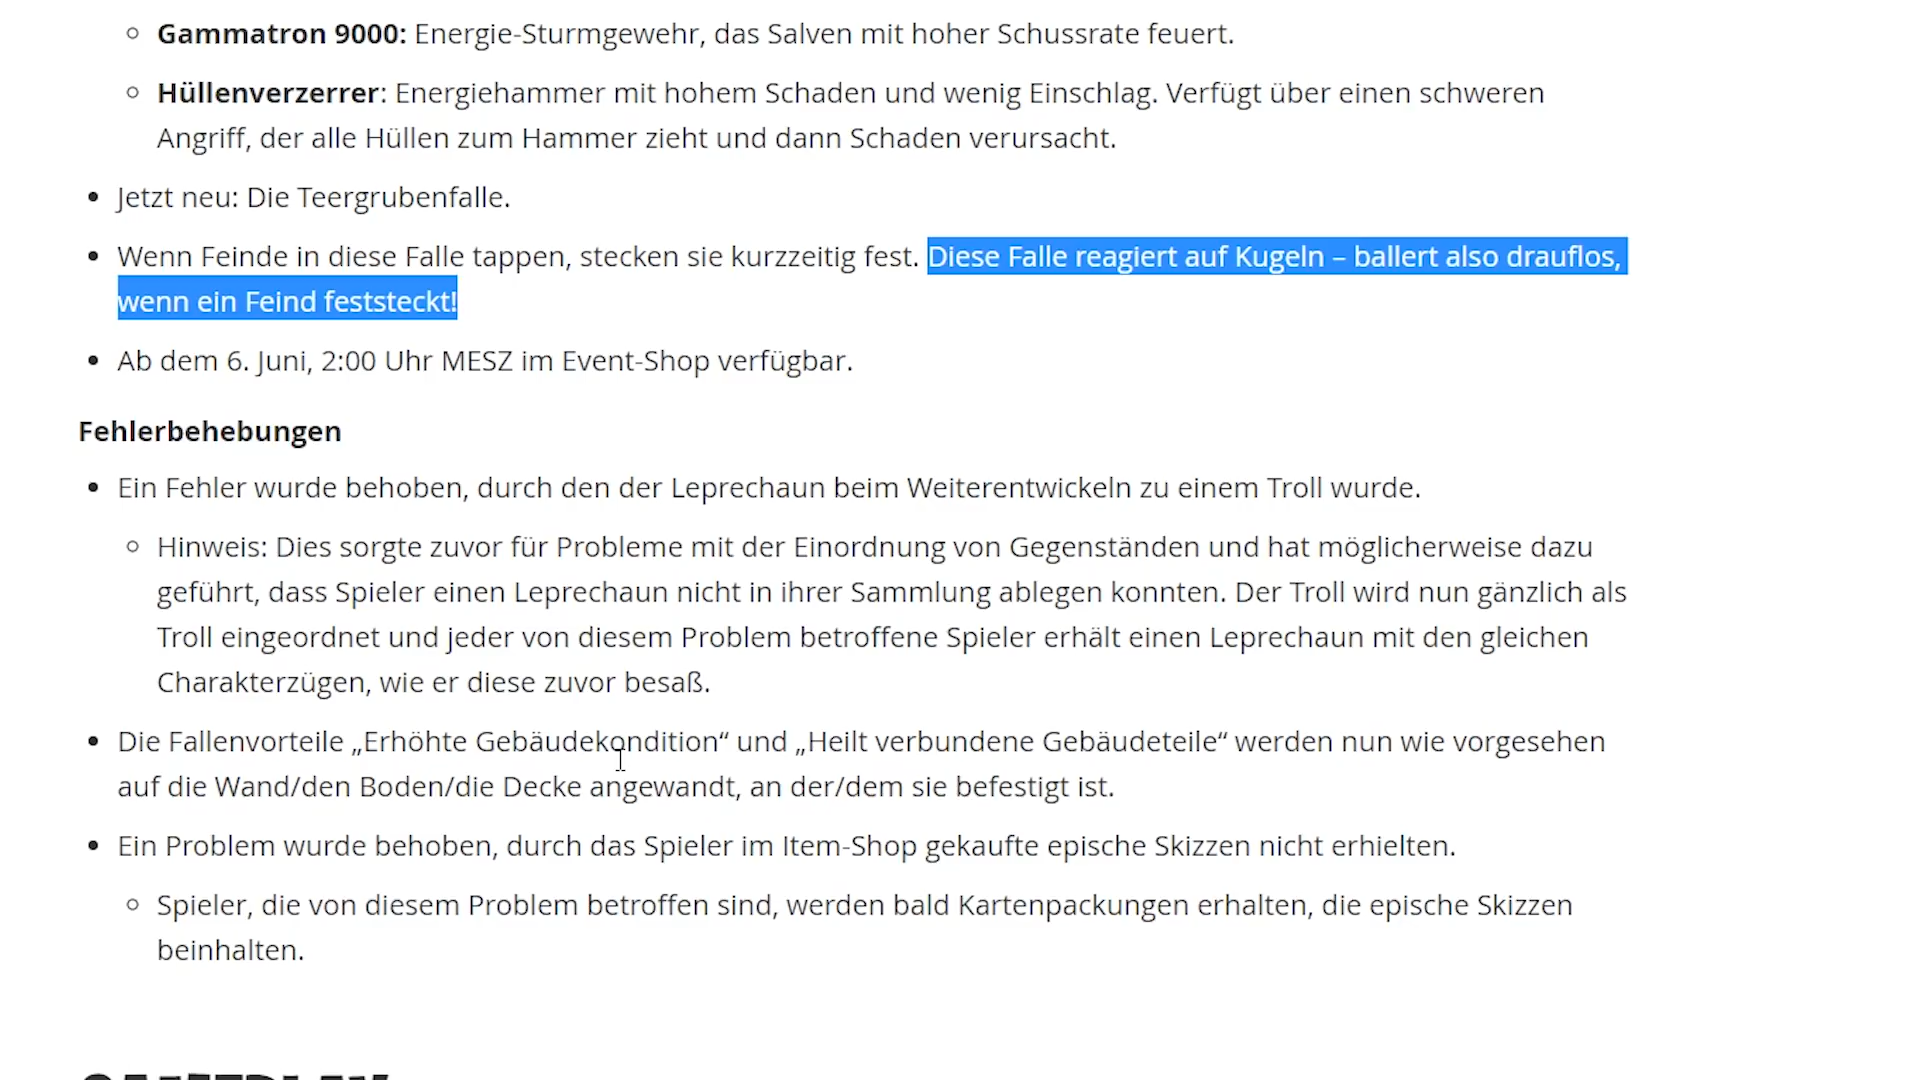 Gammatron 9000: Energie-Sturmgewehr, das Salven mit hoher Schussrate feuert.
Hüllenverzerrer: Energiehammer mit hohem Schaden und wenig Einschlag. Verfügt über einen schweren
Angriff, der alle Hüllen zum Hammer zieht und dann Schaden verursacht.
Jetzt neu: Die Teergrubenfalle.
Wenn Feinde in diese Falle tappen, stecken sie kurzzeitig fest. Diese Falle reagiert auf Kugeln – ballert also drauflos,
wenn ein Feind feststeckt!
Ab dem 6. Juni, 2:00 Uhr MESZ im Event-Shop verfügbar.
Fehlerbehebungen
Ein Fehler wurde behoben, durch den der Leprechaun beim Weiterentwickeln zu einem Troll wurde.
Hinweis: Dies sorgte zuvor für Probleme mit der Einordnung von Gegenständen und hat möglicherweise dazu
geführt, dass Spieler einen Leprechaun nicht in ihrer Sammlung ablegen konnten. Der Troll wird nun gänzlich als
Troll eingeordnet und jeder von diesem Problem betroffene Spieler erhält einen Leprechaun mit den gleichen
Charakterzügen, wie er diese zuvor besaß.
Die Fallenvorteile „Erhöhte Gebäudekondition“ und „Heilt verbundene Gebäudeteile“ werden nun wie vorgesehen
auf die Wand/den Boden/die Decke angewandt, an der/dem sie befestigt ist.
Ein Problem wurde behoben, durch das Spieler im Item-Shop gekaufte epische Skizzen nicht erhielten.
Spieler, die von diesem Problem betroffen sind, werden bald Kartenpackungen erhalten, die epische Skizzen
beinhalten.